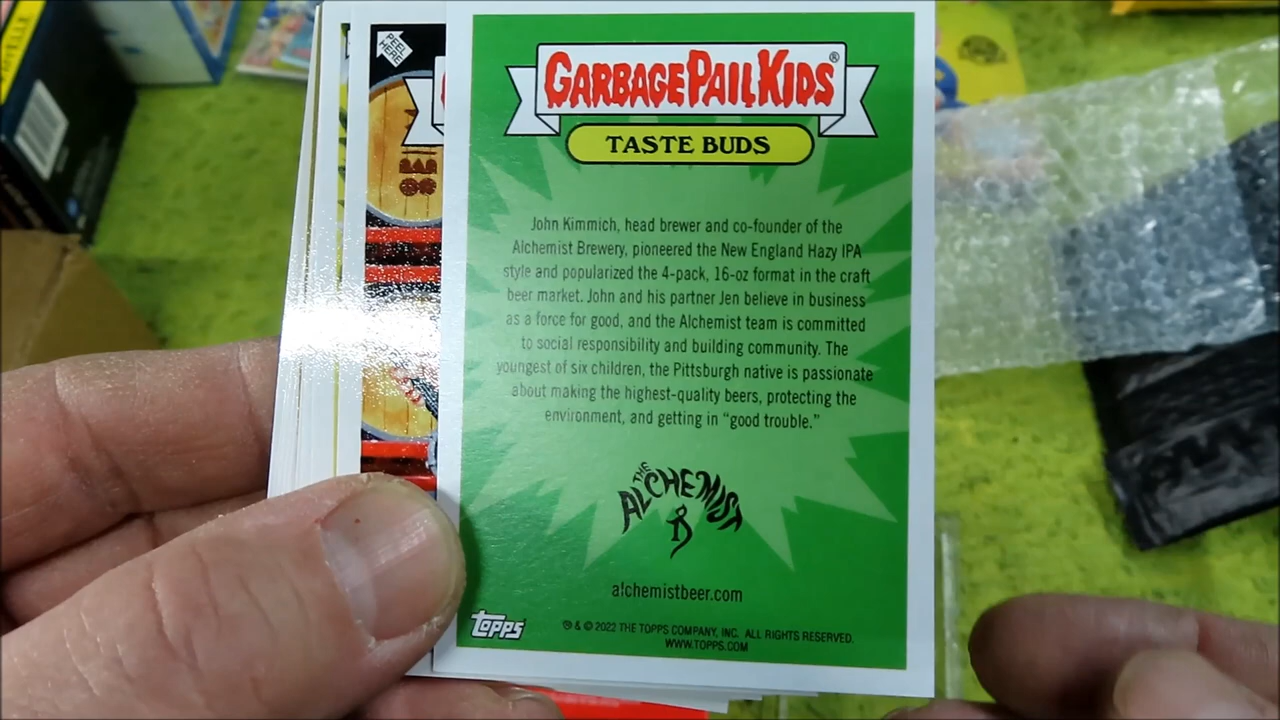 PEEL HERE
GARBAGE PAIL KIDS®
TASTE BUDS
John Kimmich, head brewer and co-founder of the
Alchemist Brewery, pioneered the New England Hazy IPA
style and popularized the 4-pack, 16-oz format in the craft
beer market. John and his partner Jen believe in business
as a force for good, and the Alchemist team is committed
to social responsibility and building community. The
youngest of six children, the Pittsburgh native is passionate
about making the highest-quality beers, protecting the
environment, and getting in “good trouble.”
THE
ALCHEMIST
alchemistbeer.com
Topps
® & © 2022 THE TOPPS COMPANY, INC. ALL RIGHTS RESERVED.
WWW.TOPPS.COM